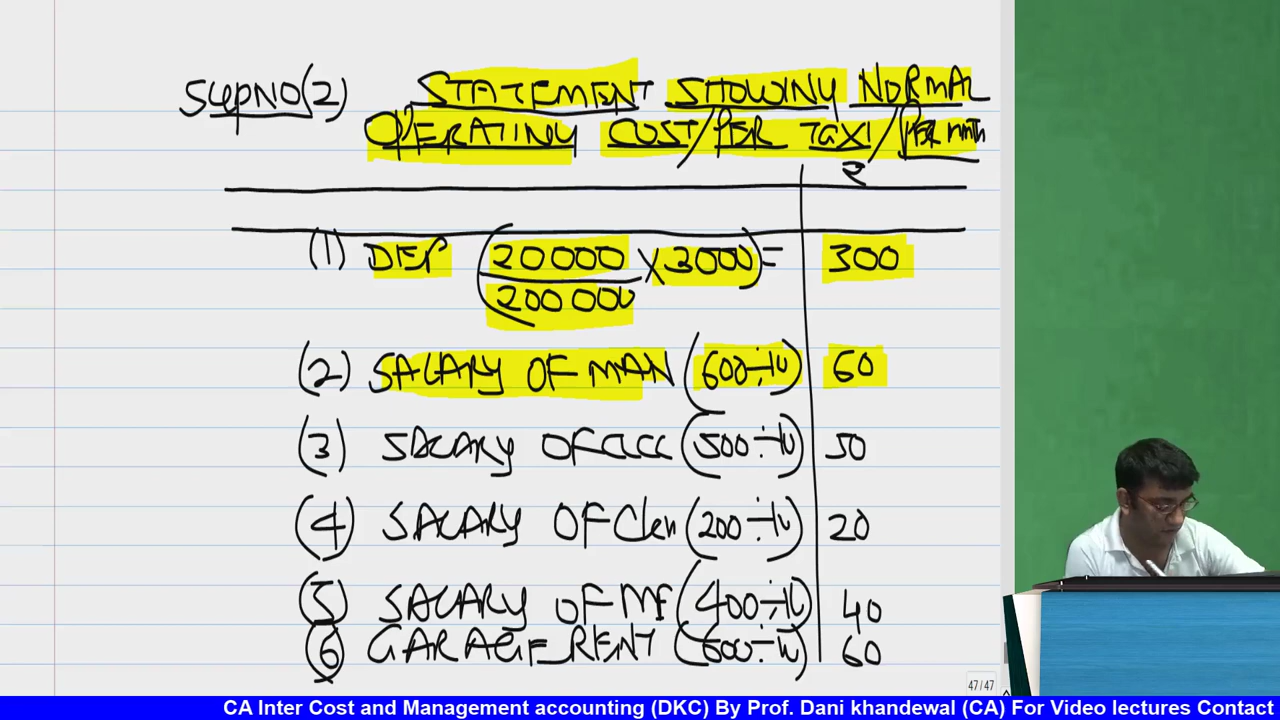 StepNO(2) STATEMENT SHOWING NORMAL
OPERATING COST/PER TAXI/PER mnth
₹
(1) DEP (20000/200000 × 3000) = 300
(2) SALARY OF MAN (600÷10) 60
(3) SALARY OF ACC (500÷10) 50
(4) SALARY OF Cler (200÷10) 20
(5) SALARY OF (400÷10) 40
(6) GARAGE RENT (600÷10) 60
47/47
CA Inter Cost and Management accounting (DKC) By Prof. Dani khandewal (CA) For Video lectures Contact